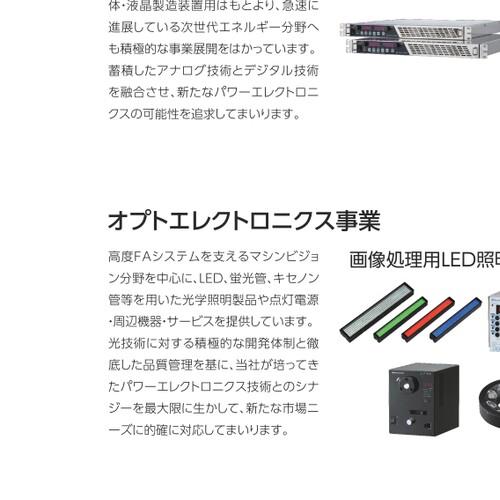 体・液晶製造装置用はもとより、急速に
進展している次世代エネルギー分野へ
も積極的な事業展開をはかっています。
蓄積したアナログ技術とデジタル技術
を融合させ、新たなパワーエレクトロニ
クスの可能性を追求してまいります。
オプトエレクトロニクス事業
高度FAシステムを支えるマシンビジョ
ン分野を中心に、LED、蛍光管、キセノン
管等を用いた光学照明製品や点灯電源
・周辺機器・サービスを提供しています。
光技術に対する積極的な開発体制と徹
底した品質管理を基に、当社が培ってき
たパワーエレクトロニクス技術とのシナ
ジーを最大限に生かして、新たな市場ニ
ーズに的確に対応してまいります。
画像処理用LED照明